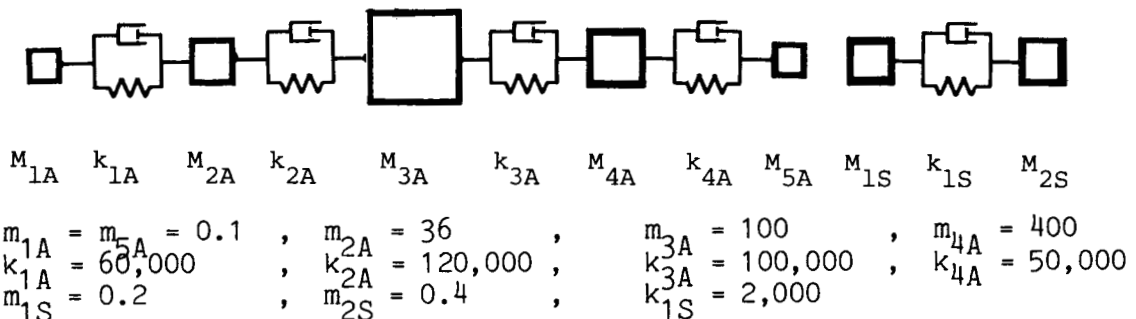 M1A k1A M2A k2A M3A k3A M4A k4A M5A M1S k1S M2S
m1A = m5A = 0.1 , m2A = 36 , m3A = 100 , m4A = 400
k1A = 60,000 , k2A = 120,000 , k3A = 100,000 , k4A = 50,000
m1S = 0.2 , m2S = 0.4 , k1S = 2,000